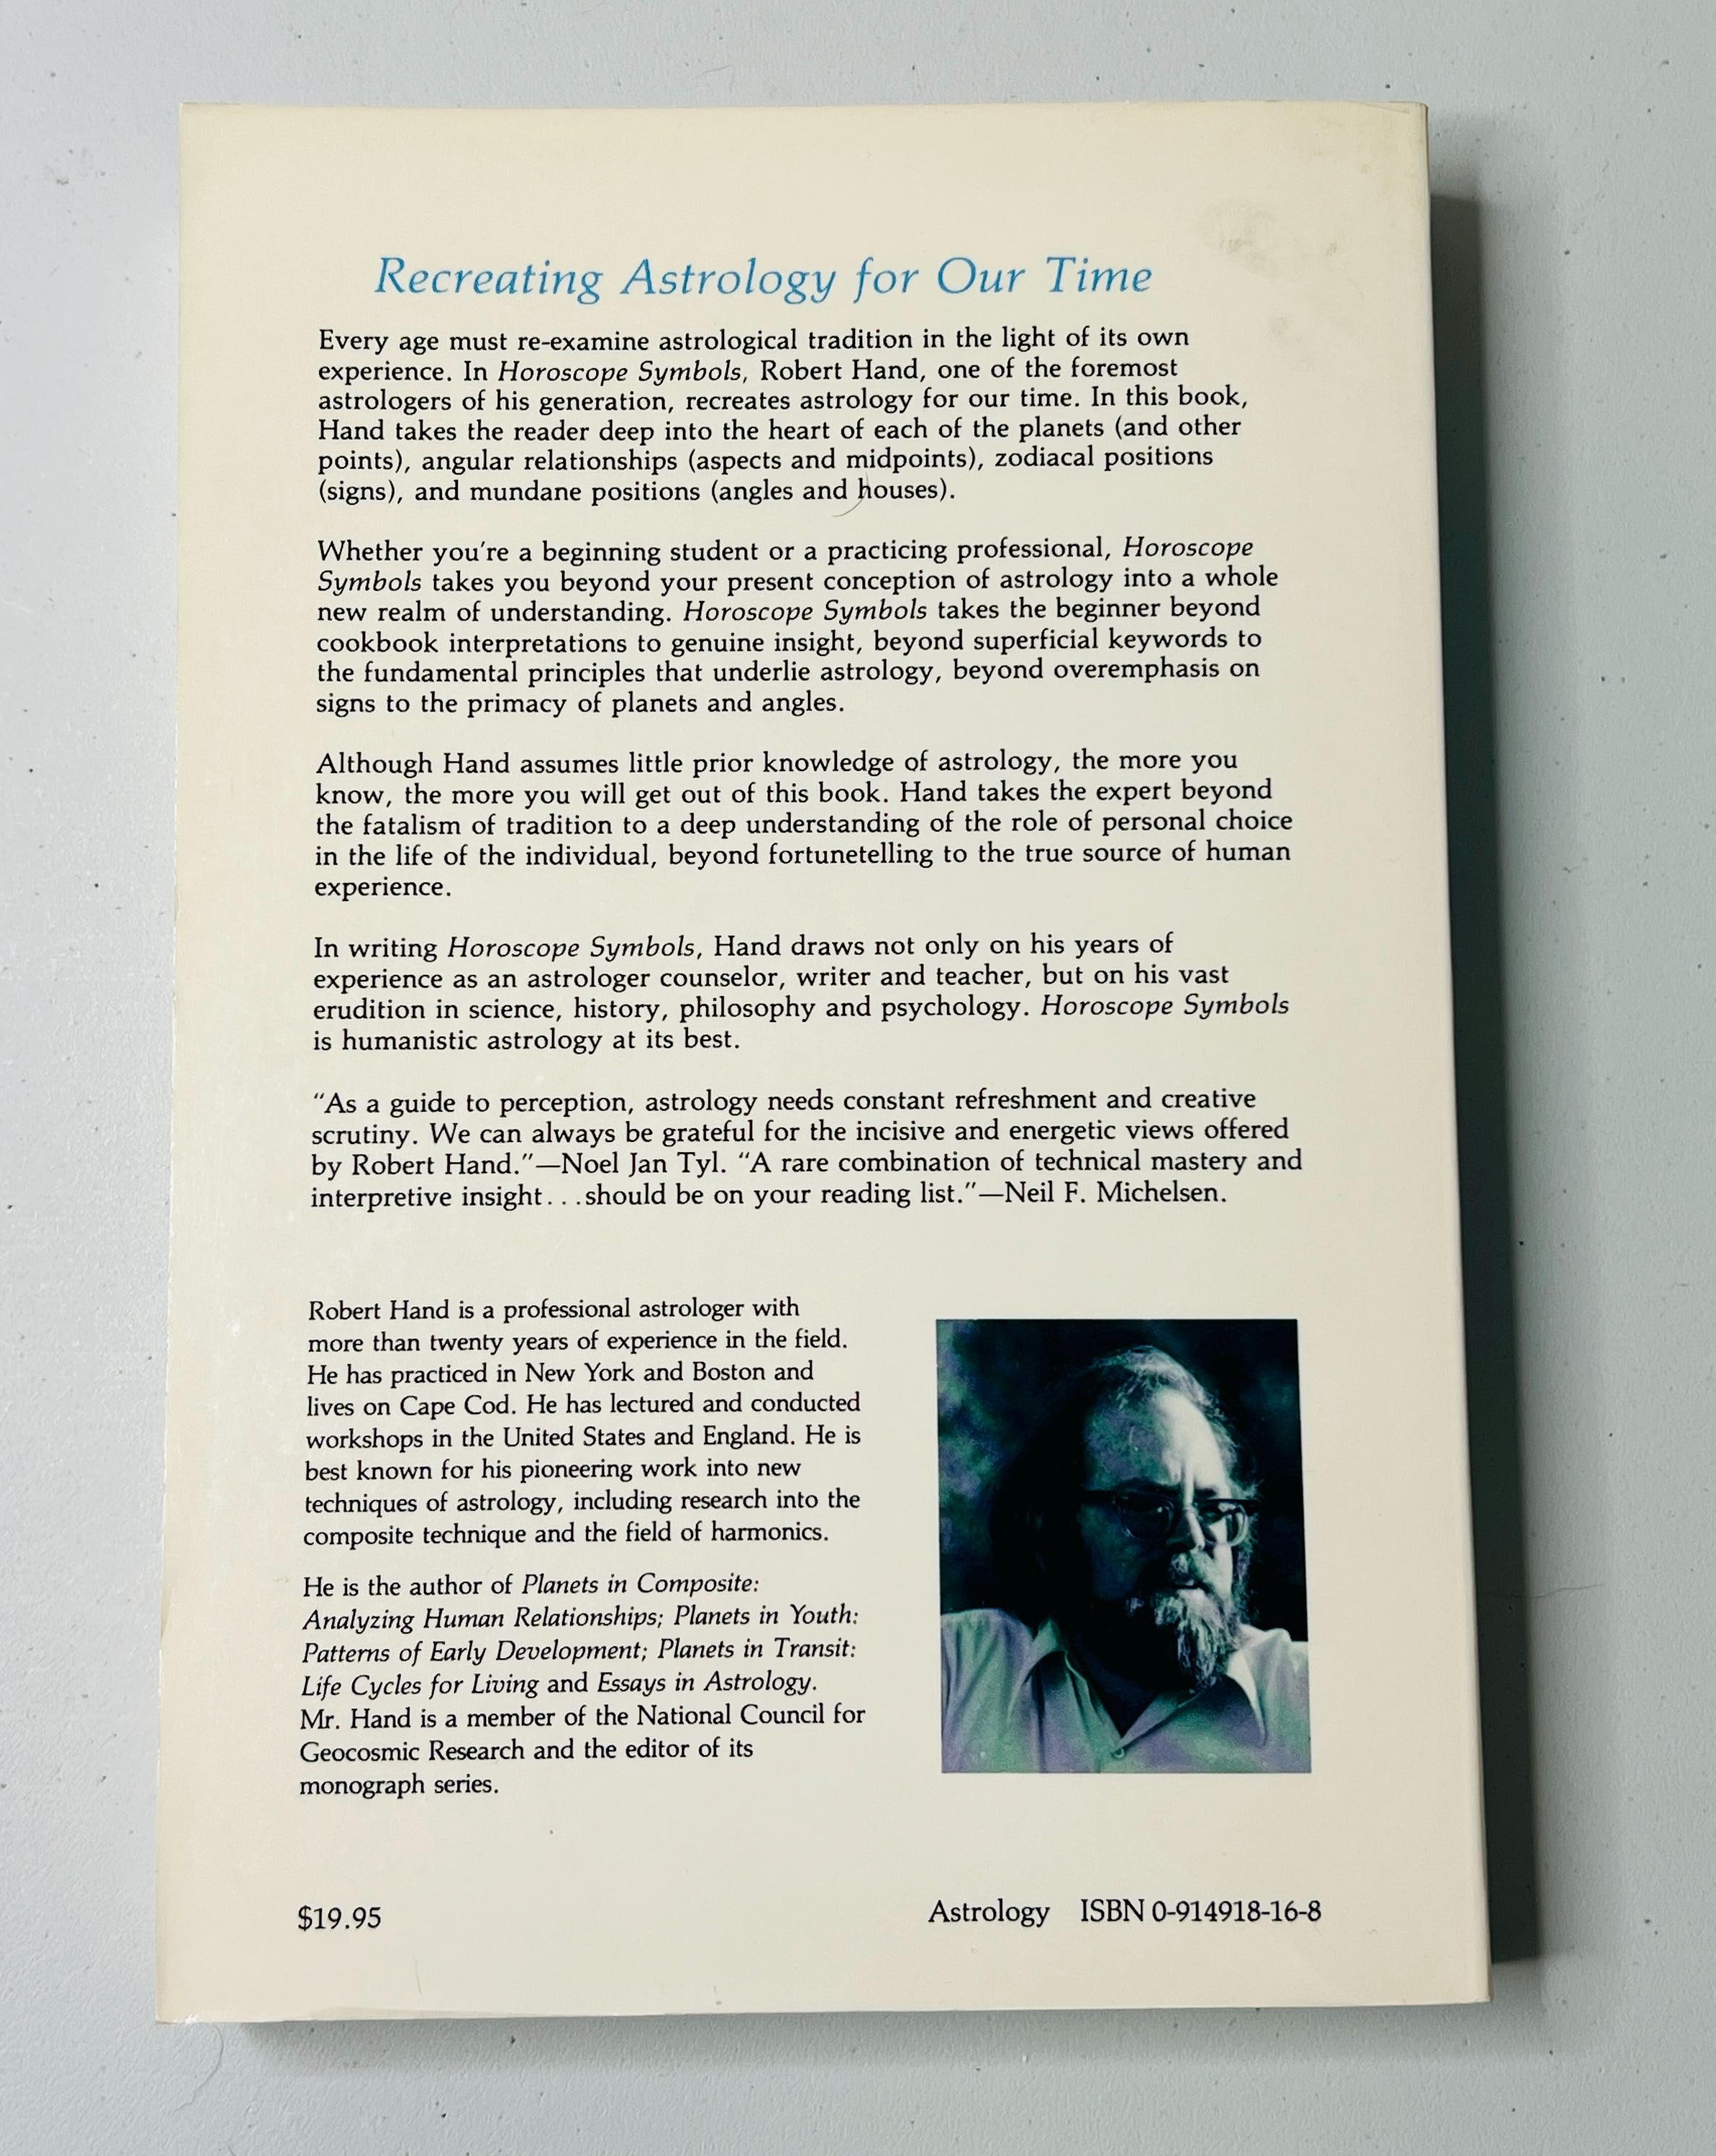 Recreating Astrology for Our Time
Every age must re-examine astrological tradition in the light of its own
experience. In Horoscope Symbols, Robert Hand, one of the foremost
astrologers of his generation, recreates astrology for our time. In this book,
Hand takes the reader deep into the heart of each of the planets (and other
points), angular relationships (aspects and midpoints), zodiacal positions
(signs), and mundane positions (angles and houses).
Whether you're a beginning student or a practicing professional, Horoscope
Symbols takes you beyond your present conception of astrology into a whole
new realm of understanding. Horoscope Symbols takes the beginner beyond
cookbook interpretations to genuine insight, beyond superficial keywords to
the fundamental principles that underlie astrology, beyond overemphasis on
signs to the primacy of planets and angles.
Although Hand assumes little prior knowledge of astrology, the more you
know, the more you will get out of this book. Hand takes the expert beyond
the fatalism of tradition to a deep understanding of the role of personal choice
in the life of the individual, beyond fortunetelling to the true source of human
experience.
In writing Horoscope Symbols, Hand draws not only on his years of
experience as an astrologer counselor, writer and teacher, but on his vast
erudition in science, history, philosophy and psychology. Horoscope Symbols
is humanistic astrology at its best.
"As a guide to perception, astrology needs constant refreshment and creative
scrutiny. We can always be grateful for the incisive and energetic views offered
by Robert Hand."—Noel Jan Tyl. "A rare combination of technical mastery and
interpretive insight...should be on your reading list."—Neil F. Michelsen.
Robert Hand is a professional astrologer with
more than twenty years of experience in the field.
He has practiced in New York and Boston and
lives on Cape Cod. He has lectured and conducted
workshops in the United States and England. He is
best known for his pioneering work into new
techniques of astrology, including research into the
composite technique and the field of harmonics.
He is the author of Planets in Composite:
Analyzing Human Relationships; Planets in Youth:
Patterns of Early Development; Planets in Transit:
Life Cycles for Living and Essays in Astrology.
Mr. Hand is a member of the National Council for
Geocosmic Research and the editor of its
monograph series.
$19.95
Astrology ISBN 0-914918-16-8